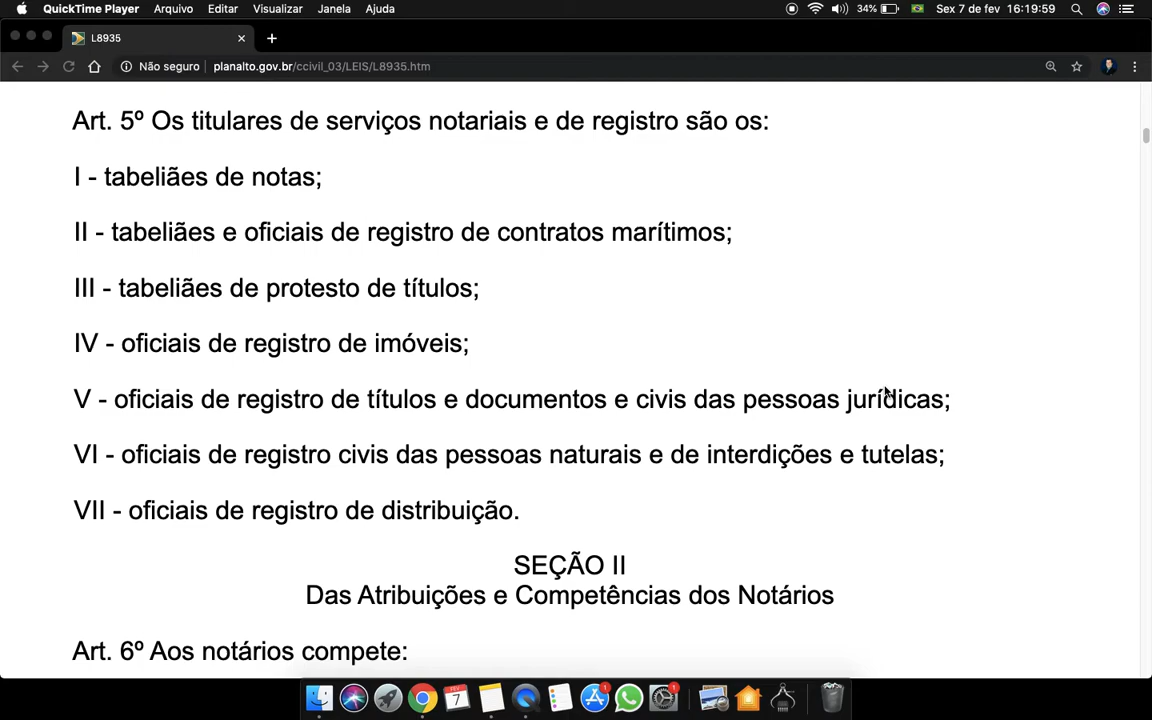 QuickTime Player Arquivo Editar Visualizar Janela Ajuda 34% Sex 7 de fev 16:19:59
L8935
Não seguro planalto.gov.br/ccivil_03/LEIS/L8935.htm
Art. 5º Os titulares de serviços notariais e de registro são os:
I - tabeliães de notas;
II - tabeliães e oficiais de registro de contratos marítimos;
III - tabeliães de protesto de títulos;
IV - oficiais de registro de imóveis;
V - oficiais de registro de títulos e documentos e civis das pessoas jurídicas;
VI - oficiais de registro civis das pessoas naturais e de interdições e tutelas;
VII - oficiais de registro de distribuição.
SEÇÃO II
Das Atribuições e Competências dos Notários
Art. 6º Aos notários compete:
FEV
7
1
1